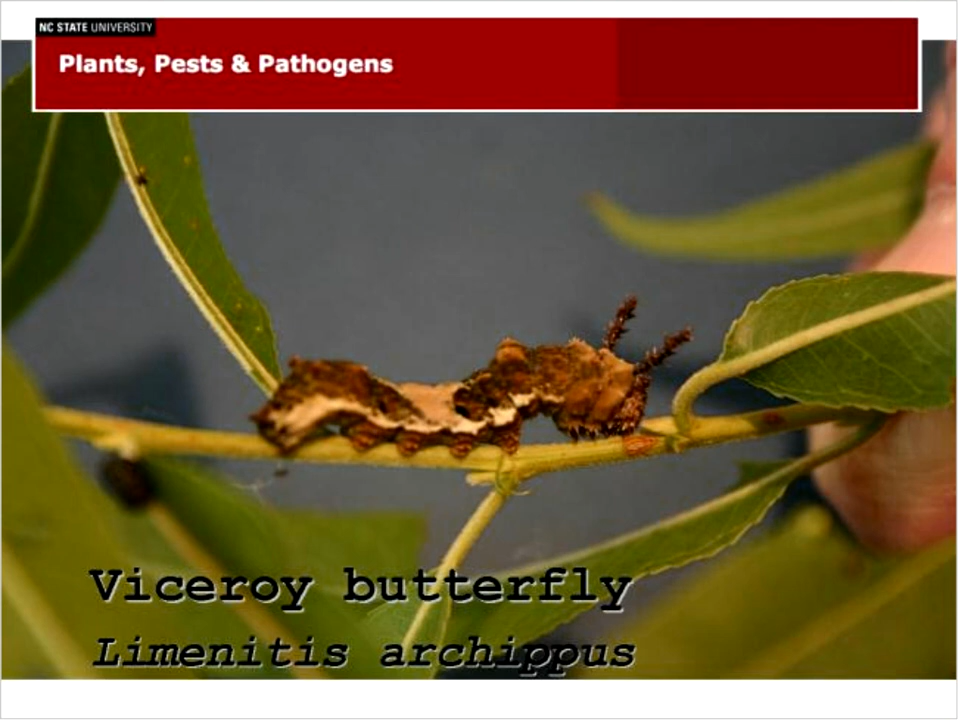 NC STATE UNIVERSITY
Plants, Pests & Pathogens
Viceroy butterfly
Limenitis archippus